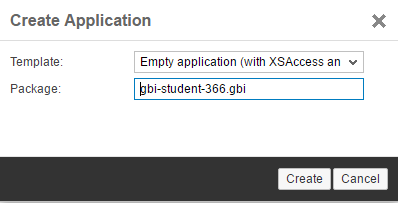 Create Application
Template: Empty application (with XSAccess an
Package: gbi-student-366.gbi
Create Cancel